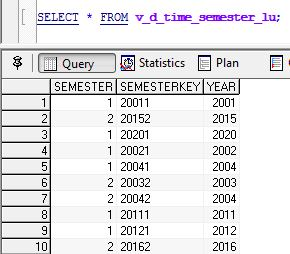 SELECT * FROM v_d_time_semester_lu;
Query Statistics Plan
SEMESTER SEMESTERKEY YEAR
1 1 20011 2001
2 2 20152 2015
3 1 20201 2020
4 1 20021 2002
5 1 20041 2004
6 2 20032 2003
7 2 20042 2004
8 1 20111 2011
9 1 20121 2012
10 2 20162 2016